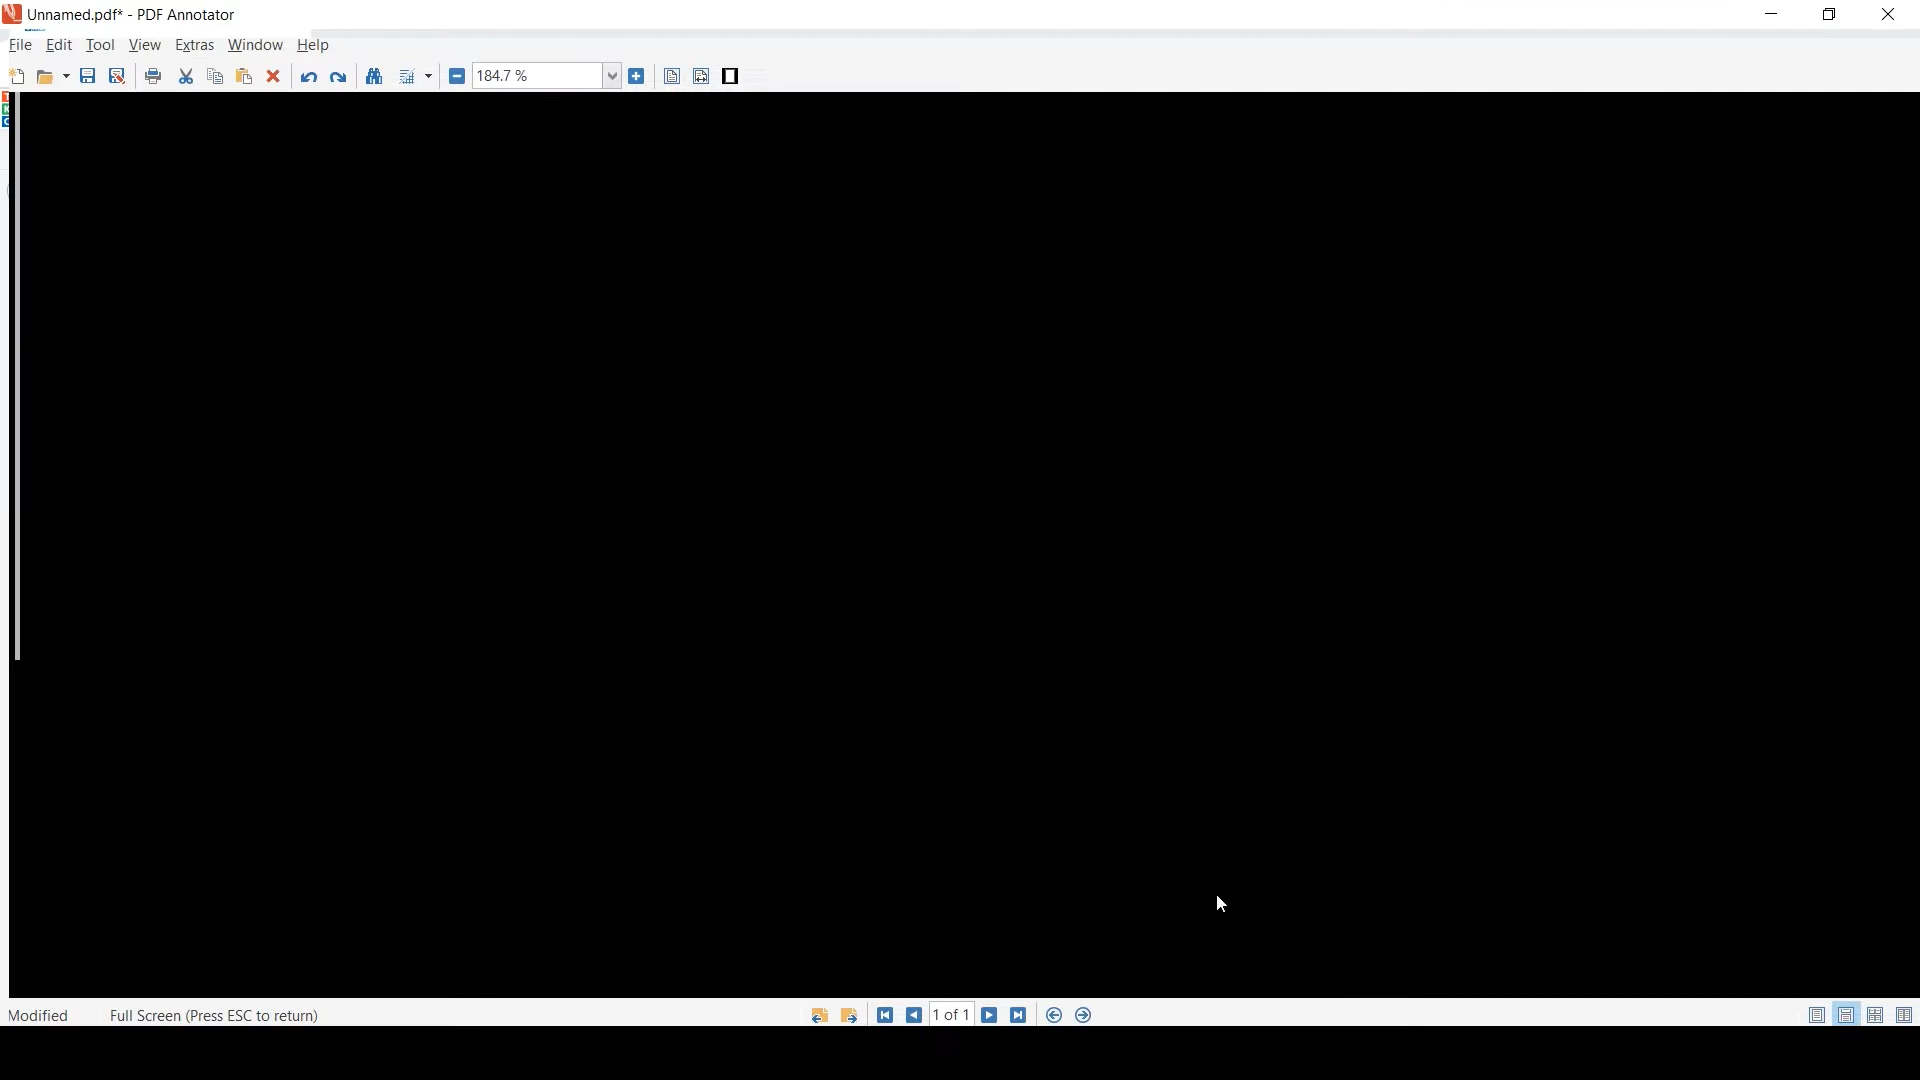 Unnamed.pdf* - PDF Annotator
File Edit Tool View Extras Window Help
184.7 %
Modified Full Screen (Press ESC to return) 1 of 1